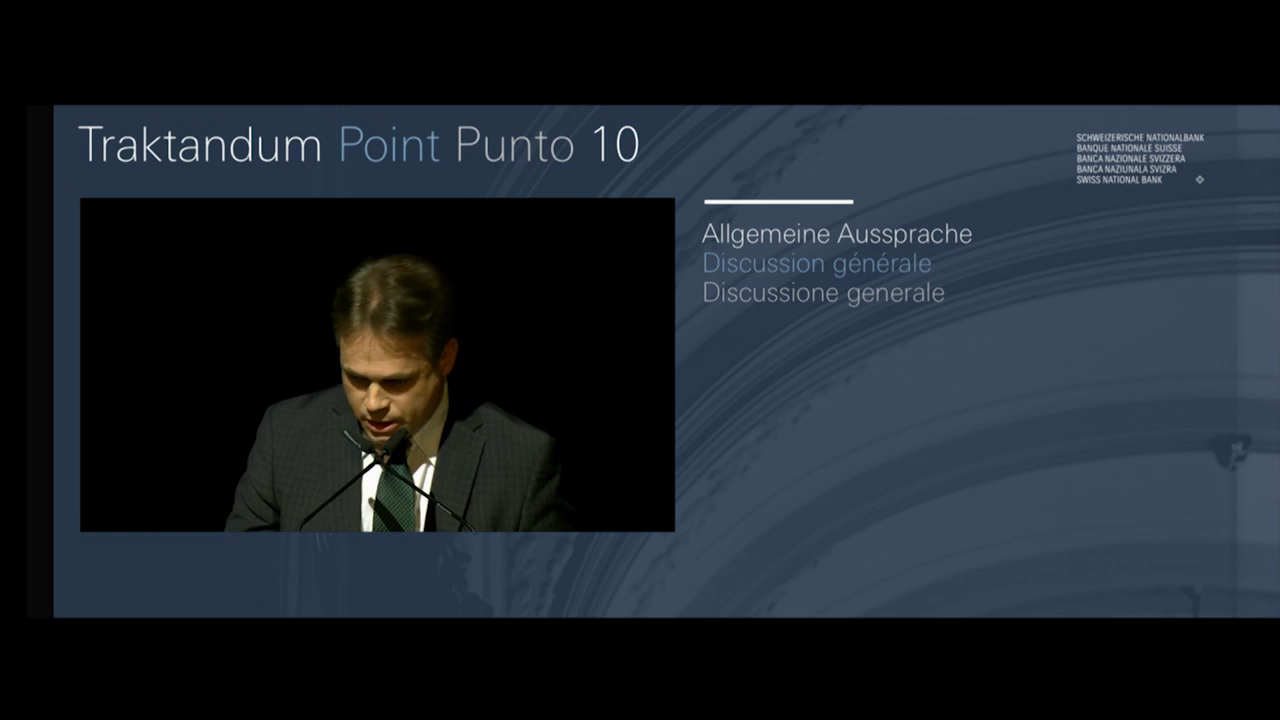 Traktandum Point Punto 10
SCHWEIZERISCHE NATIONALBANK
BANQUE NATIONALE SUISSE
BANCA NAZIONALE SVIZZERA
BANCA NAZIUNALA SVIZRA
SWISS NATIONAL BANK
Allgemeine Aussprache
Discussion générale
Discussione generale